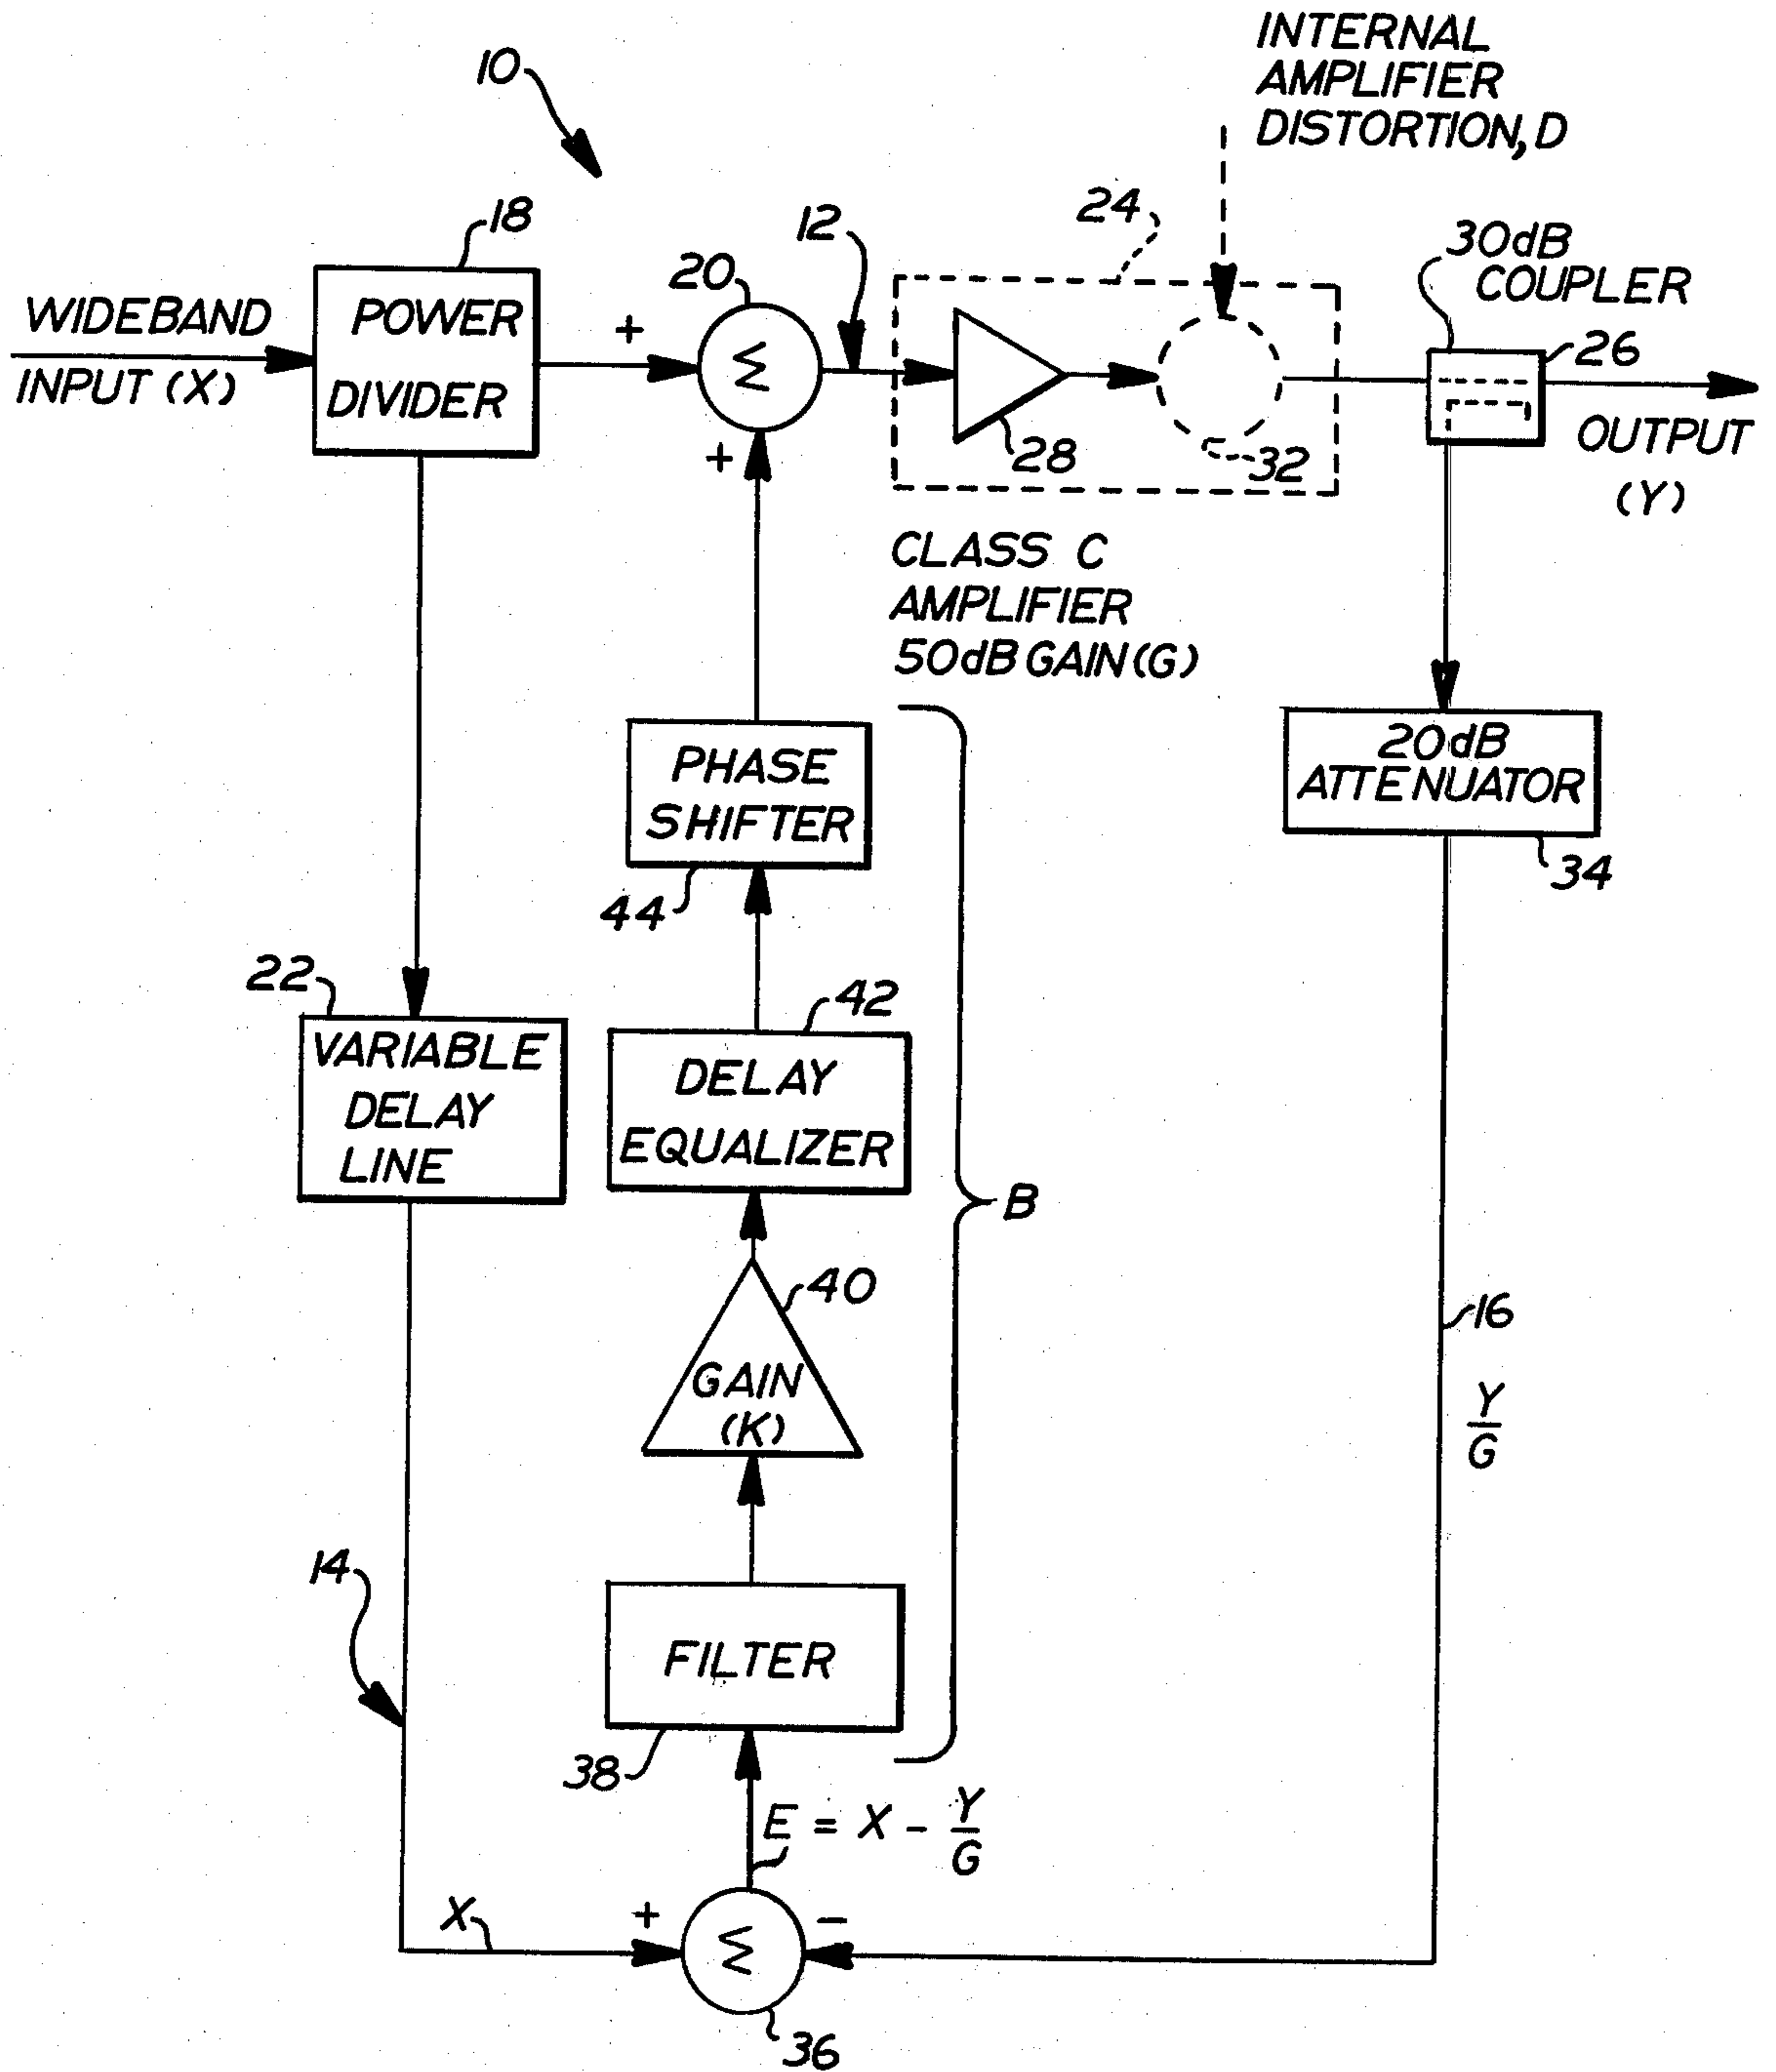 INTERNAL
AMPLIFIER
DISTORTION, D
10
18
24
12
30dB
COUPLER
20
WIDEBAND
INPUT (X)
POWER
DIVIDER
+
Σ
+
28
32
26
OUTPUT
(Y)
CLASS C
AMPLIFIER
50dB GAIN (G)
PHASE
SHIFTER
44
20dB
ATTENUATOR
34
22
VARIABLE
DELAY
LINE
42
DELAY
EQUALIZER
B
40
GAIN
(K)
16
Y
G
14
FILTER
38
E = X - Y
G
X
+
Σ
-
36